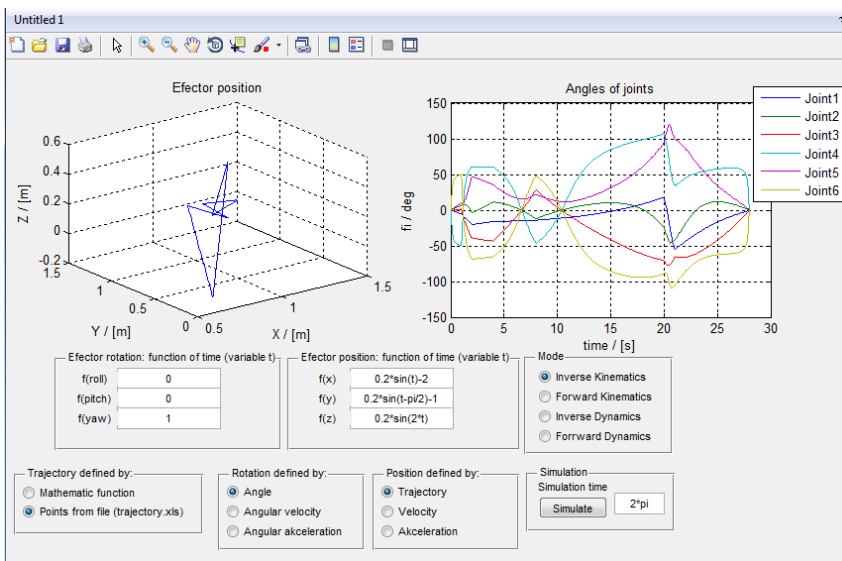 Untitled 1
Efector position
Z / [m]
0.6
0.4
0.2
0
-0.2
1.5
1
0.5
0
Y / [m]
0.5
1
1.5
X / [m]
Angles of joints
fi / deg
150
100
50
0
-50
-100
-150
0
5
10
15
20
25
30
time / [s]
Joint1
Joint2
Joint3
Joint4
Joint5
Joint6
Efector rotation: function of time (variable t)
f(roll) 0
f(pitch) 0
f(yaw) 1
Efector position: function of time (variable t)
f(x) 0.2*sin(t)-2
f(y) 0.2*sin(t-pi/2)-1
f(z) 0.2*sin(2*t)
Mode
Inverse Kinematics
Forward Kinematics
Inverse Dynamics
Forrward Dynamics
Trajectory defined by:
Mathematic function
Points from file (trajectory.xls)
Rotation defined by:
Angle
Angular velocity
Angular akceleration
Position defined by:
Trajectory
Velocity
Akceleration
Simulation
Simulation time
Simulate 2*pi